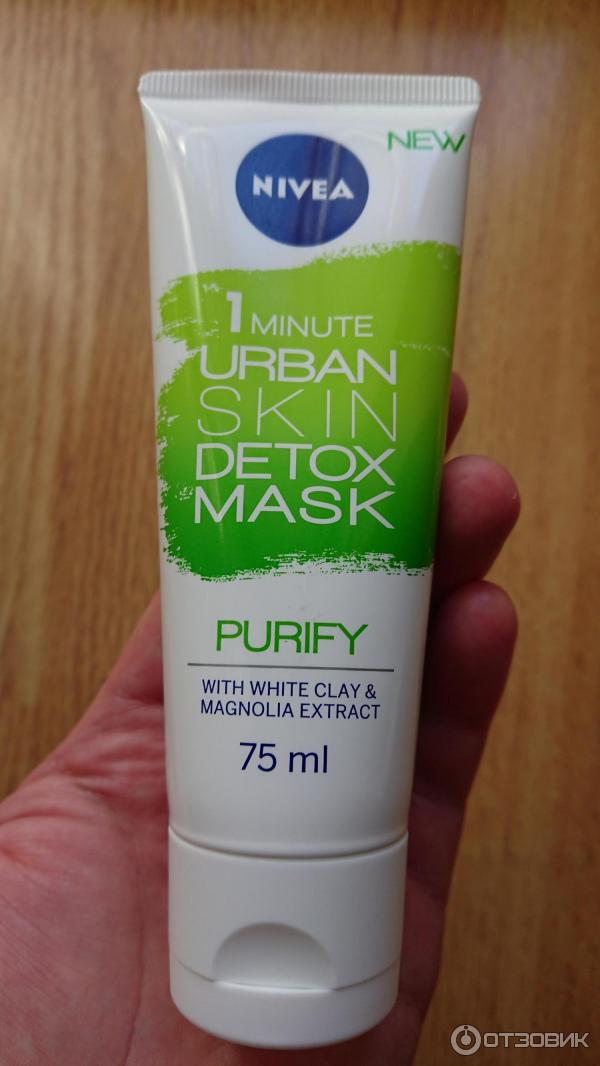 NEW
NIVEA
1 MINUTE
URBAN
SKIN
DETOX
MASK
PURIFY
WITH WHITE CLAY &
MAGNOLIA EXTRACT
75 ml
ОТЗОВИК